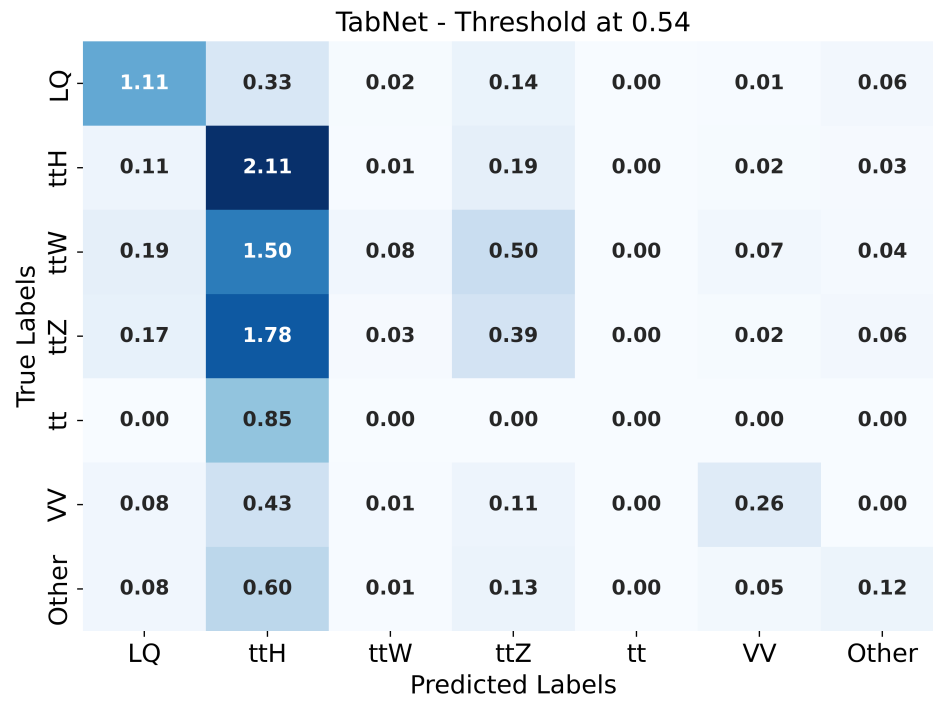 TabNet - Threshold at 0.54
LQ 1.11 0.33 0.02 0.14 0.00 0.01 0.06
ttH 0.11 2.11 0.01 0.19 0.00 0.02 0.03
ttW 0.19 1.50 0.08 0.50 0.00 0.07 0.04
ttZ 0.17 1.78 0.03 0.39 0.00 0.02 0.06
tt 0.00 0.85 0.00 0.00 0.00 0.00 0.00
VV 0.08 0.43 0.01 0.11 0.00 0.26 0.00
Other 0.08 0.60 0.01 0.13 0.00 0.05 0.12
True Labels
LQ ttH ttW ttZ tt VV Other
Predicted Labels